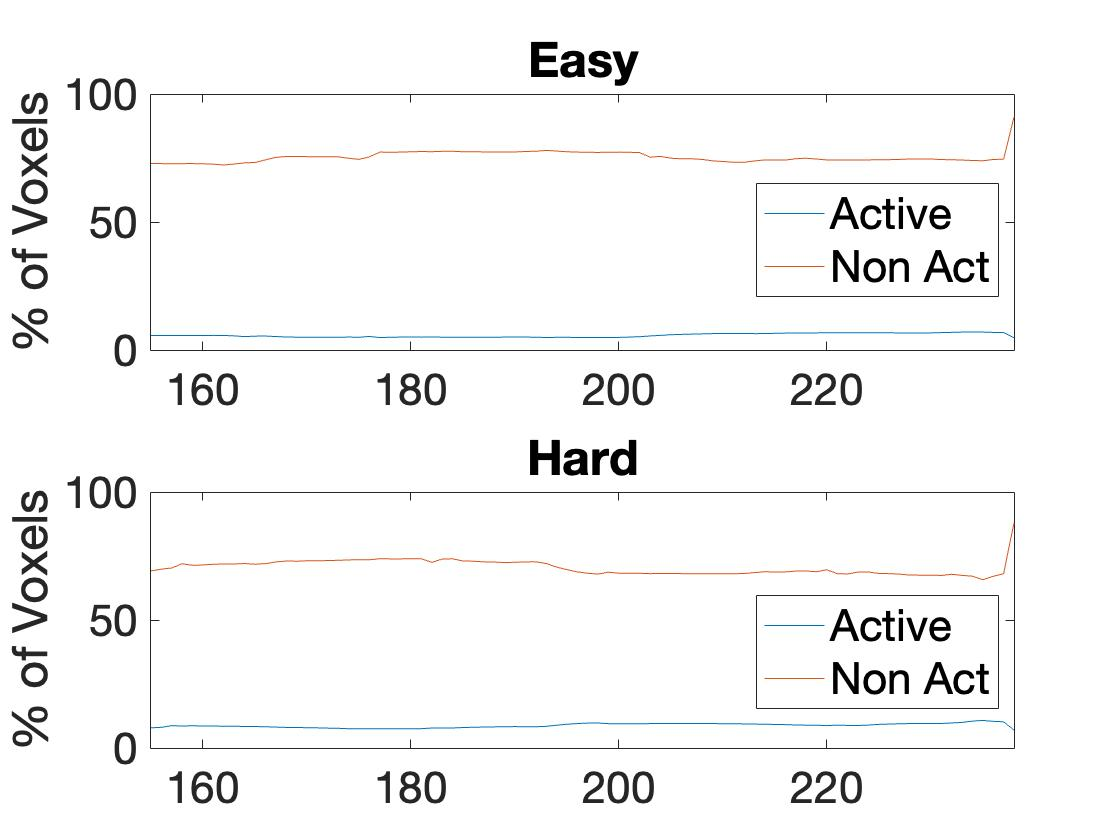 Easy
% of Voxels
100
50
0
160 180 200 220
Active
Non Act
Hard
% of Voxels
100
50
0
160 180 200 220
Active
Non Act